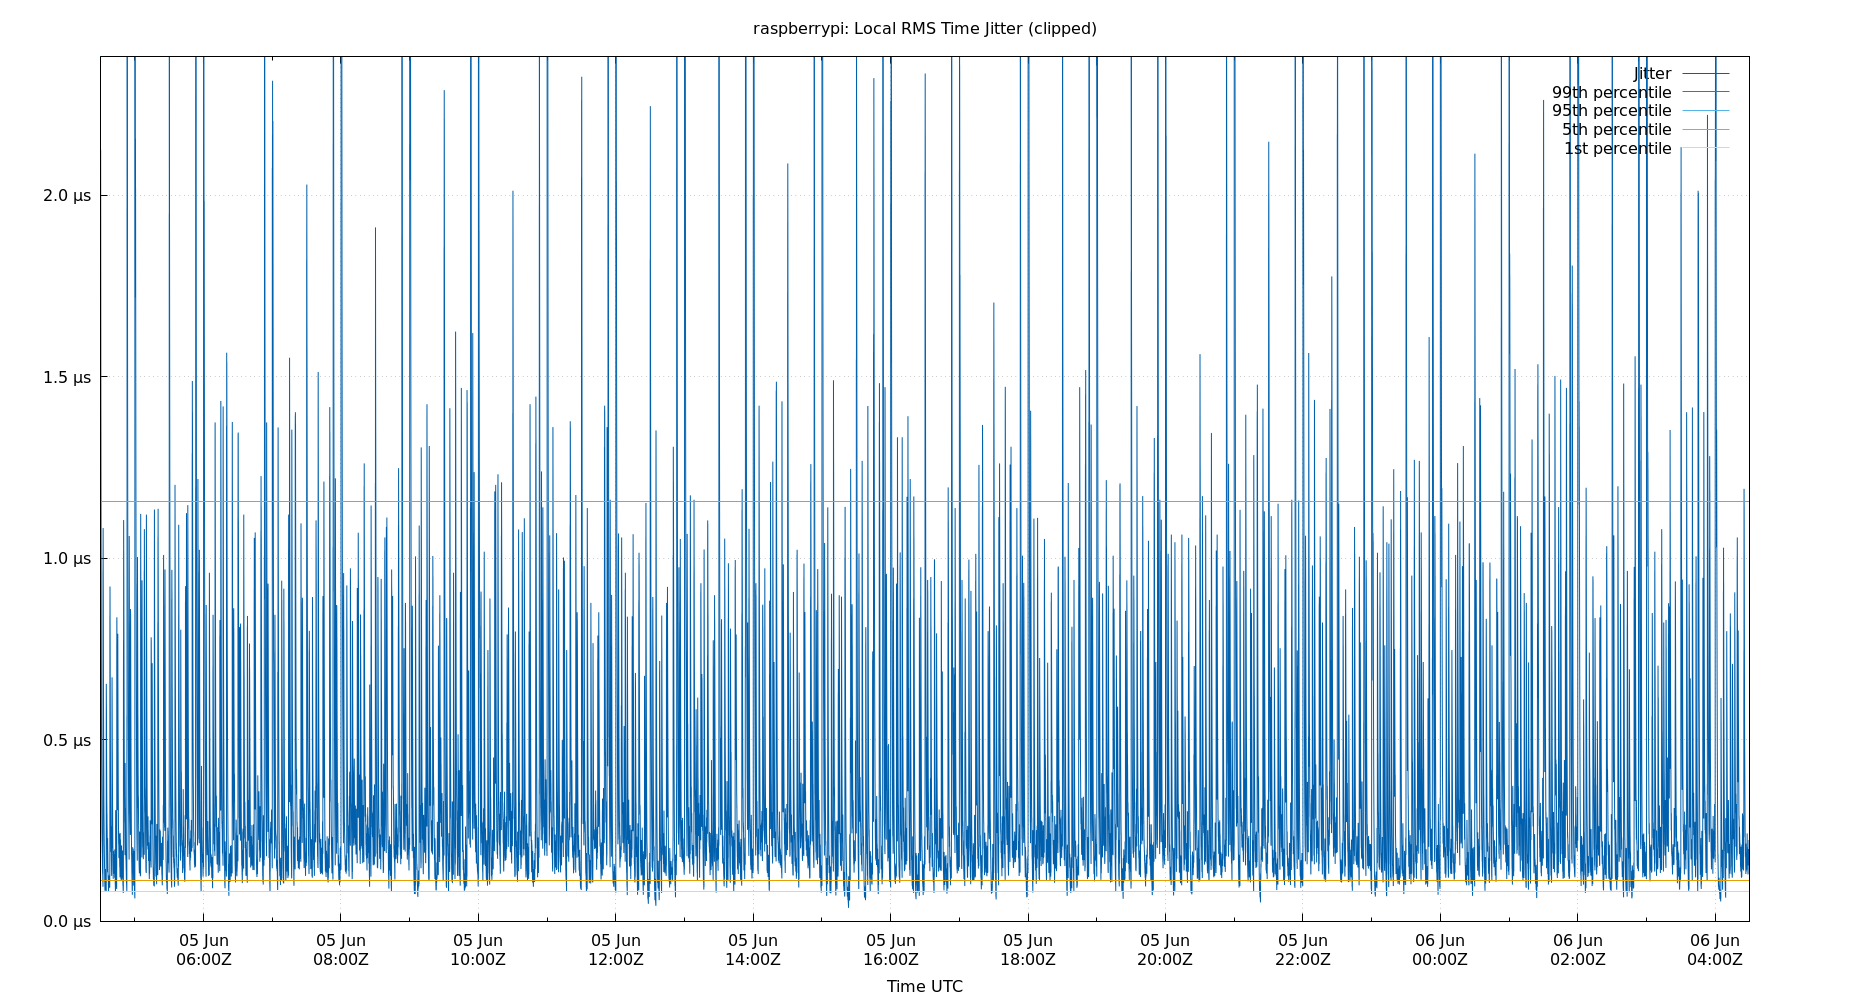 raspberrypi: Local RMS Time Jitter (clipped)
Jitter
99th percentile
95th percentile
5th percentile
1st percentile
2.0 µs
1.5 µs
1.0 µs
0.5 µs
0.0 µs
05 Jun 05 Jun 05 Jun 05 Jun 05 Jun 05 Jun 05 Jun 05 Jun 05 Jun 06 Jun 06 Jun 06 Jun
06:00Z 08:00Z 10:00Z 12:00Z 14:00Z 16:00Z 18:00Z 20:00Z 22:00Z 00:00Z 02:00Z 04:00Z
Time UTC